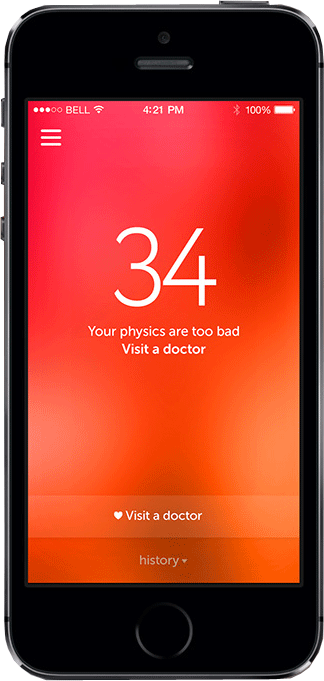 BELL 4:21 PM 100%
34
Your physics are too bad
Visit a doctor
Visit a doctor
history